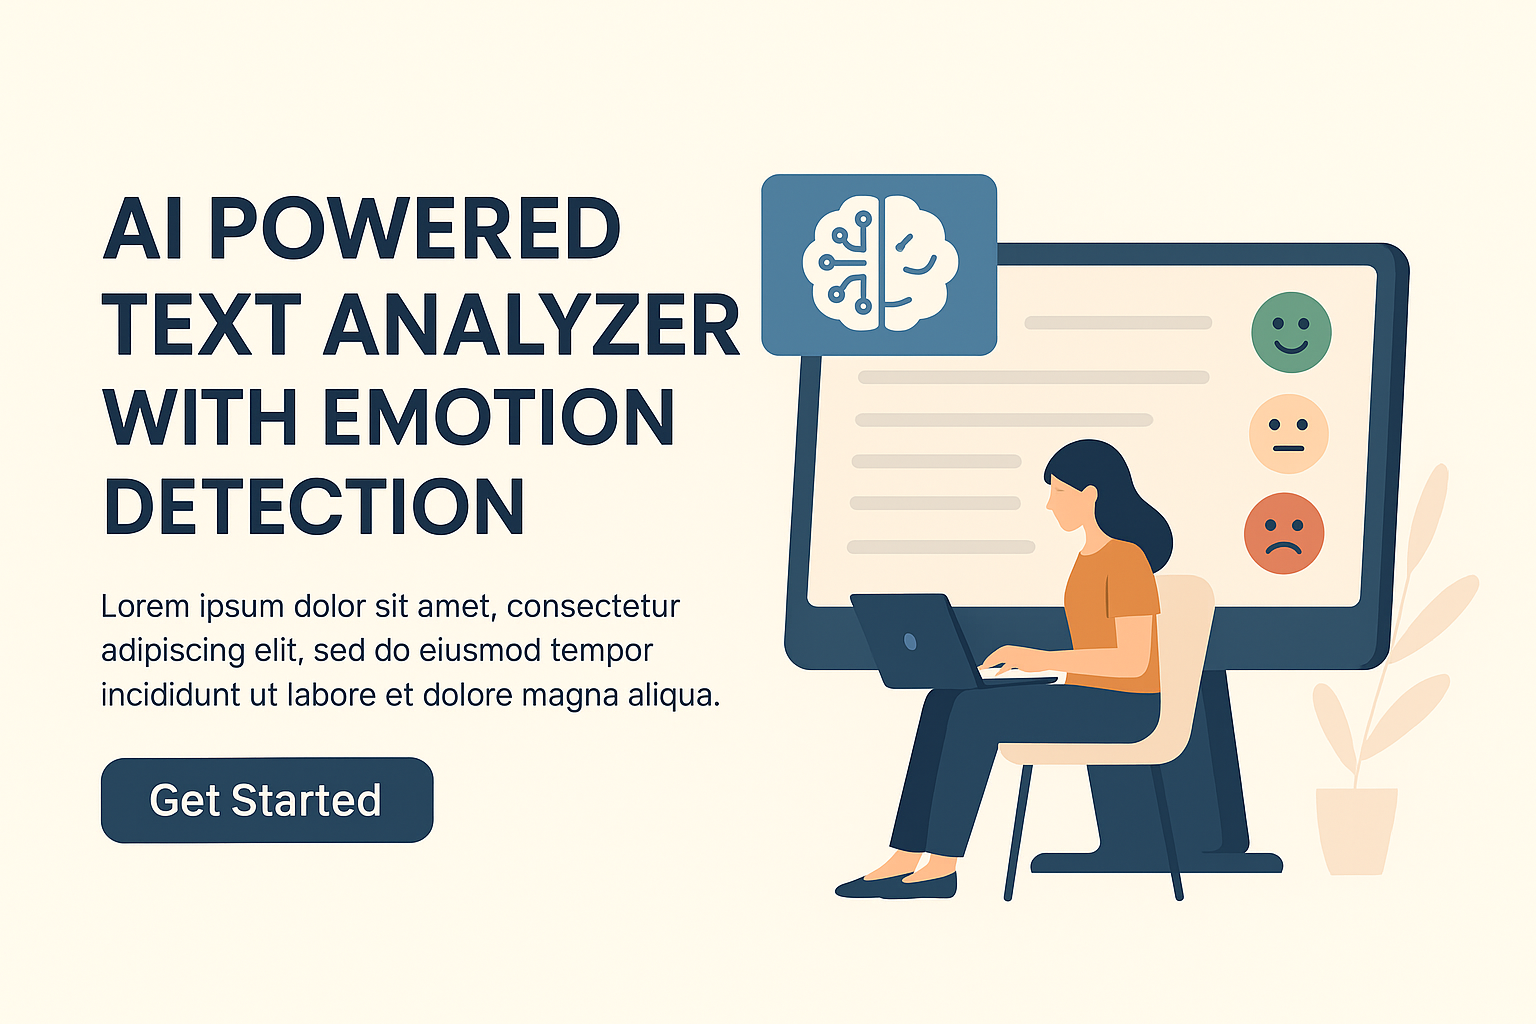 AI POWERED
TEXT ANALYZER
WITH EMOTION
DETECTION
Lorem ipsum dolor sit amet, consectetur
adipiscing elit, sed do eiusmod tempor
incididunt ut labore et dolore magna aliqua.
Get Started